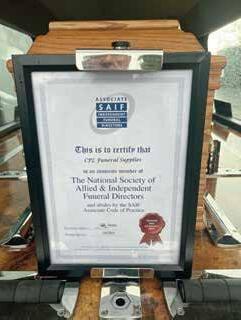 ASSOCIATE
SAIF
INDEPENDENT
FUNERAL
DIRECTORS
This is to certify that
CPL Funeral Supplies
is an associate member of
The National Society of
Allied & Independent
Funeral Directors
and abides by the SAIF
Associate Code of Practice